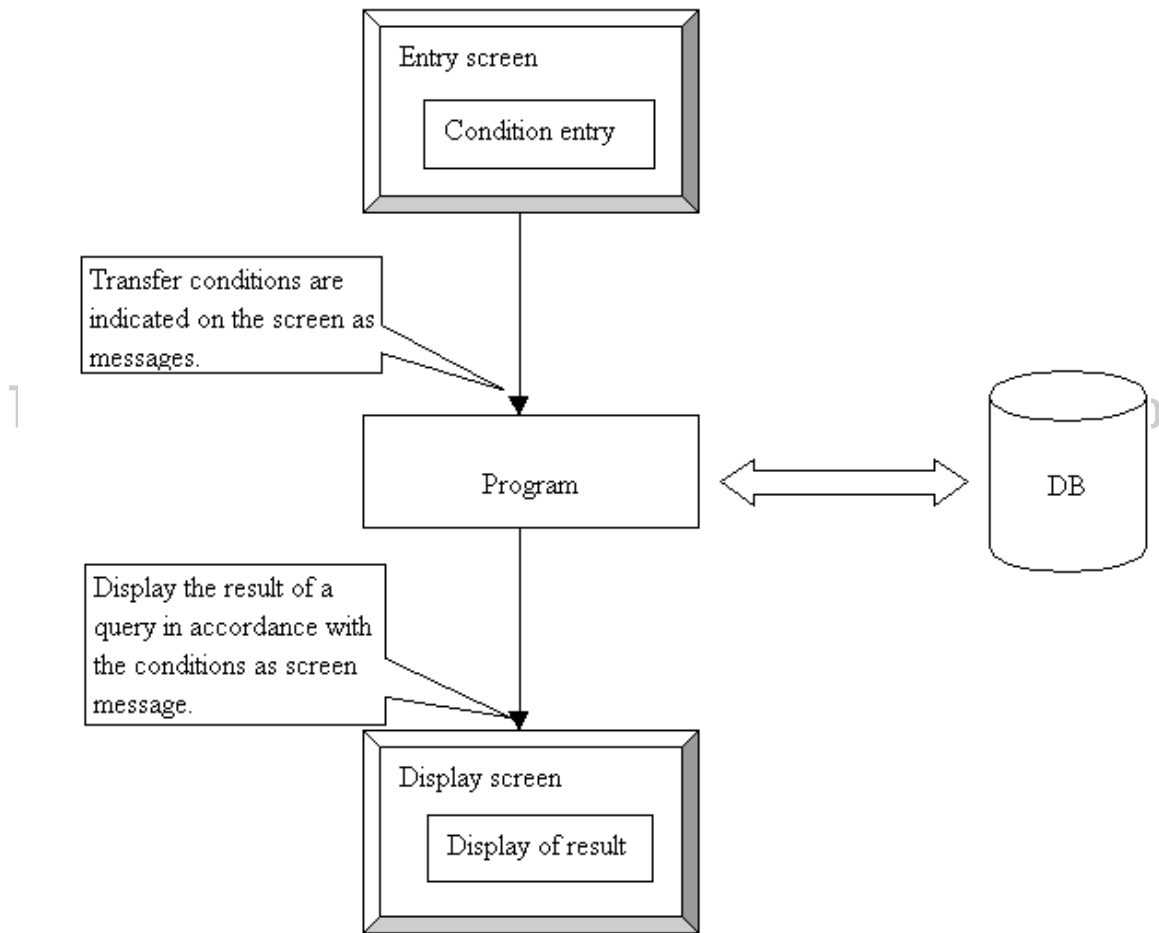 Entry screen
Condition entry
Transfer conditions are
indicated on the screen as
messages.
Program
DB
Display the result of a
query in accordance with
the conditions as screen
message.
Display screen
Display of result